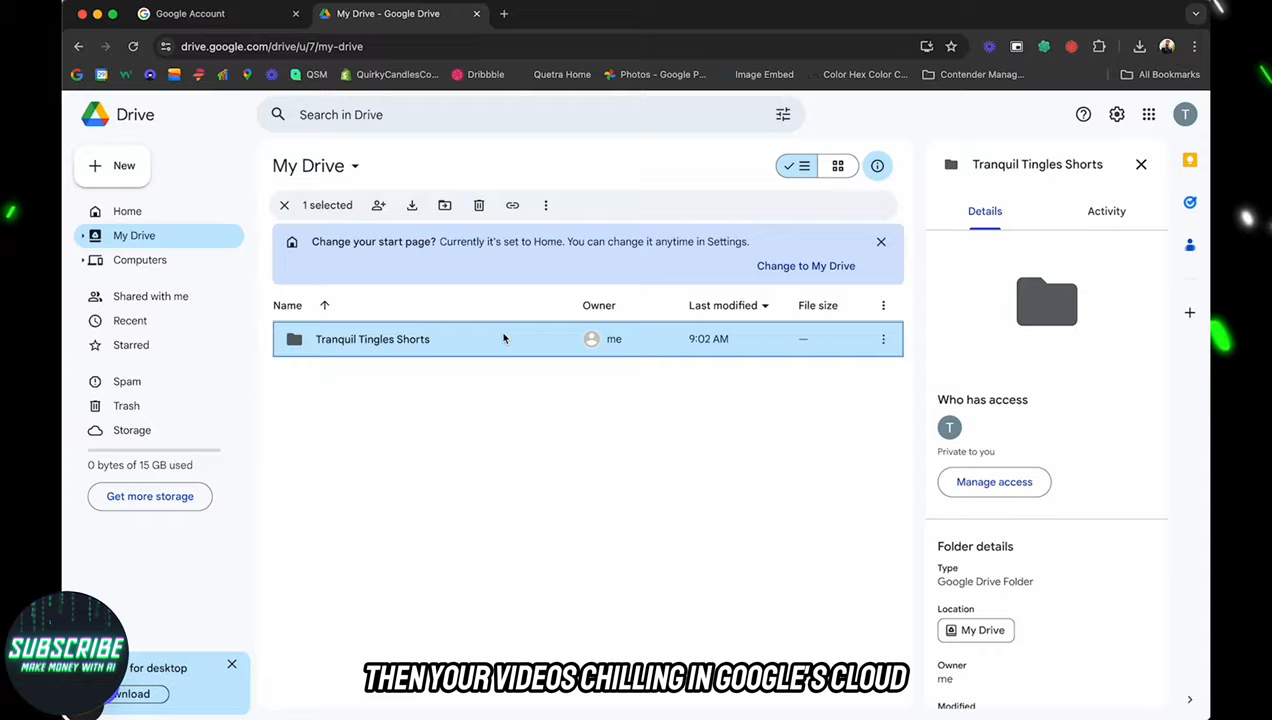 Google Account
My Drive - Google Drive
drive.google.com/drive/u/7/my-drive
QSM
QuirkyCandlesCo...
Dribbble
Quetra Home
Photos - Google P...
Image Embed
Color Hex Color C...
Contender Manag...
All Bookmarks
Drive
Search in Drive
T
New
My Drive
Tranquil Tingles Shorts
1 selected
Details
Activity
Home
My Drive
Computers
Shared with me
Recent
Starred
Spam
Trash
Storage
0 bytes of 15 GB used
Get more storage
Change your start page? Currently it's set to Home. You can change it anytime in Settings.
Change to My Drive
Name
Owner
Last modified
File size
Tranquil Tingles Shorts
me
9:02 AM
—
Who has access
T
Private to you
Manage access
Folder details
Type
Google Drive Folder
Location
My Drive
Owner
me
Modified
for desktop
wnload
SUBSCRIBE
MAKE MONEY WITH AI
THEN YOUR VIDEOS CHILLING IN GOOGLE'S CLOUD